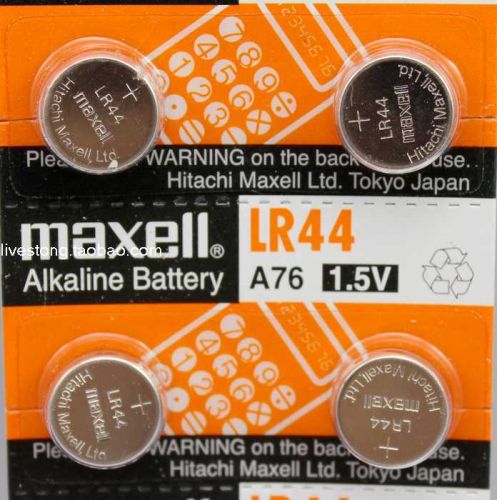 +
LR44
maxell
Hitachi Maxell, Ltd.
+
LR44
maxell
Hitachi Maxell, Ltd.
WARNING on the back
use.
Hitachi Maxell Ltd. Tokyo Japan
maxell®
Alkaline Battery
livestong.taobao.com
LR44
A76 1.5V
+
LR44
maxell
Hitachi Maxell, Ltd.
Hitachi Maxell, Ltd.
maxell
LR44
+
WARNING on the back
use.
Hitachi Maxell Ltd. Tokyo Japan